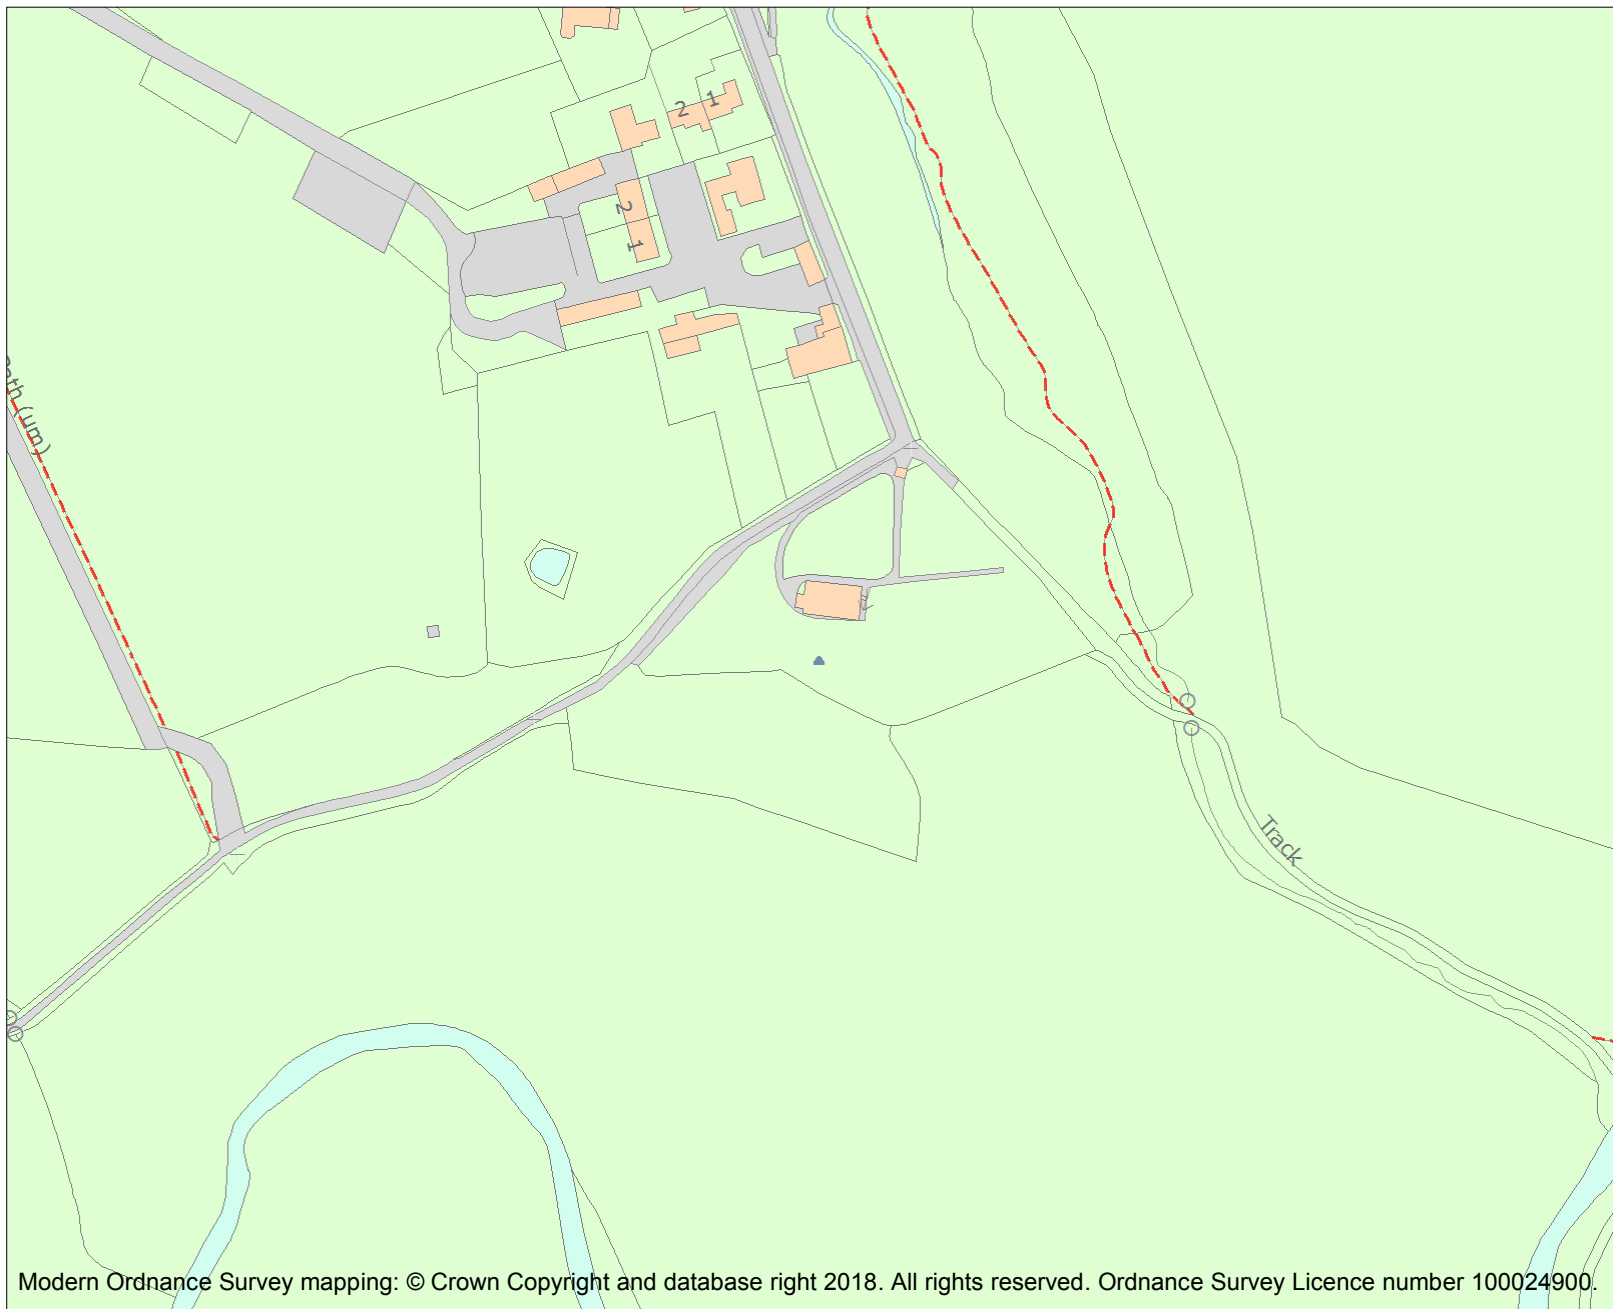 2 1
2
1
Path (um)
Track
Modern Ordnance Survey mapping: © Crown Copyright and database right 2018. All rights reserved. Ordnance Survey Licence number 100024900.